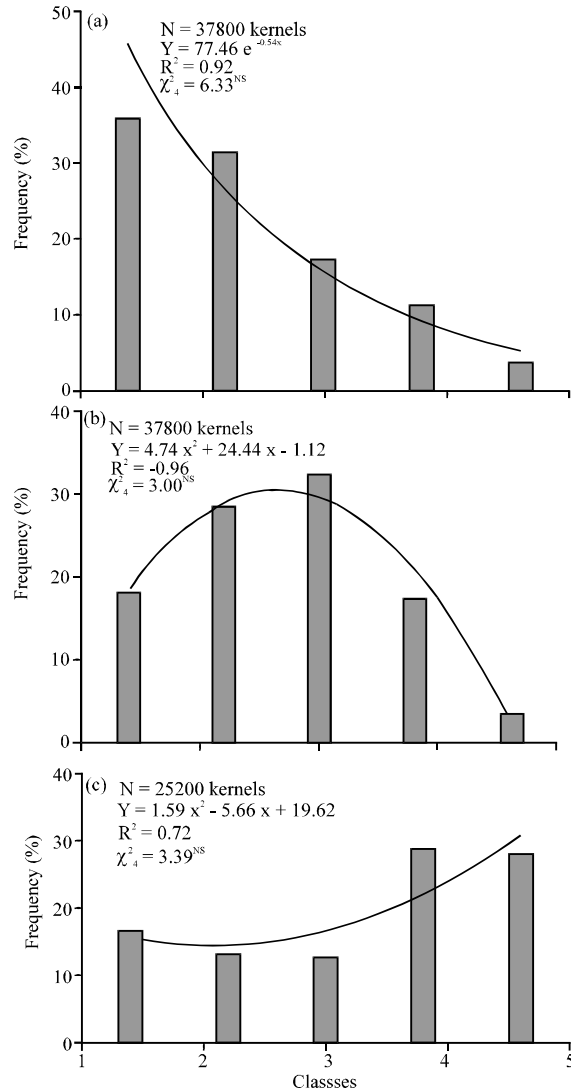 (a)
N = 37800 kernels
Y = 77.46 e^-0.54x
R² = 0.92
χ²₄ = 6.33^NS
50
40
30
20
10
0
Frequency (%)
(b)
N = 37800 kernels
Y = 4.74 x² + 24.44 x - 1.12
R² = -0.96
χ²₄ = 3.00^NS
40
30
20
10
0
Frequency (%)
(c)
N = 25200 kernels
Y = 1.59 x² - 5.66 x + 19.62
R² = 0.72
χ²₄ = 3.39^NS
40
30
20
10
0
Frequency (%)
1 2 3 4 5
Classses